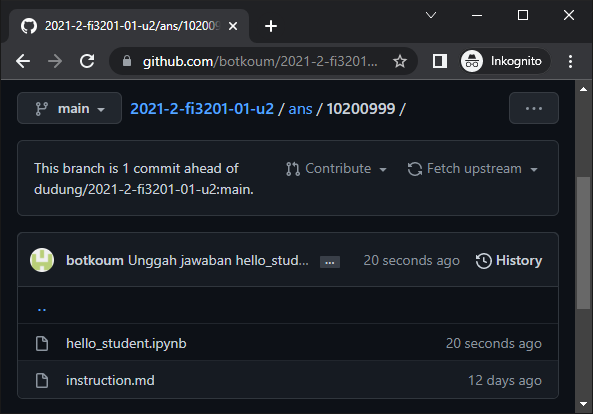 2021-2-fi3201-01-u2/ans/10200999
github.com/botkoum/2021-2-fi3201... Inkognito
main 2021-2-fi3201-01-u2 / ans / 10200999 / ...
This branch is 1 commit ahead of
dudung/2021-2-fi3201-01-u2:main.
Contribute Fetch upstream
botkoum Unggah jawaban hello_stud... ... 20 seconds ago History
..
hello_student.ipynb 20 seconds ago
instruction.md 12 days ago